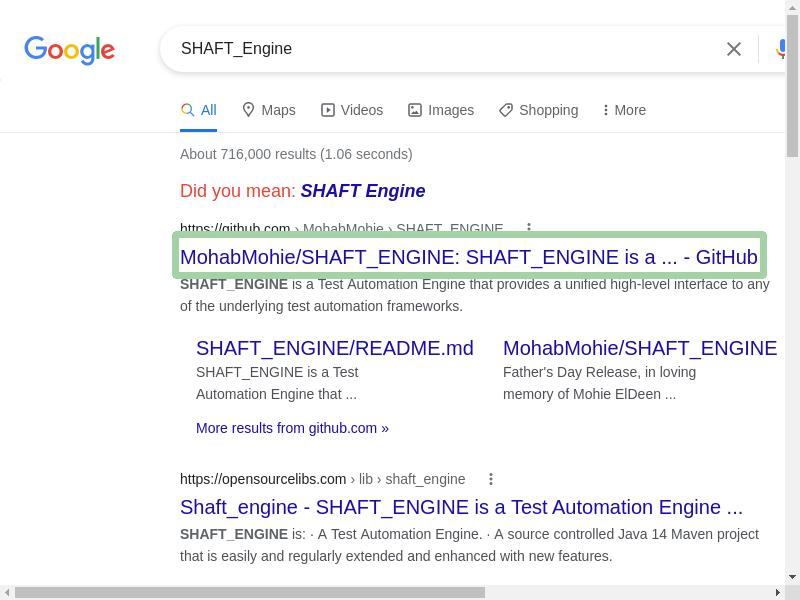 Google
SHAFT_Engine
All Maps Videos Images Shopping More
About 716,000 results (1.06 seconds)
Did you mean: SHAFT Engine
https://github.com › MohabMohie › SHAFT_ENGINE
MohabMohie/SHAFT_ENGINE: SHAFT_ENGINE is a ... - GitHub
SHAFT_ENGINE is a Test Automation Engine that provides a unified high-level interface to any
of the underlying test automation frameworks.
SHAFT_ENGINE/README.md
SHAFT_ENGINE is a Test
Automation Engine that ...
MohabMohie/SHAFT_ENGINE
Father's Day Release, in loving
memory of Mohie ElDeen ...
More results from github.com »
https://opensourcelibs.com › lib › shaft_engine
Shaft_engine - SHAFT_ENGINE is a Test Automation Engine ...
SHAFT_ENGINE is: · A Test Automation Engine. · A source controlled Java 14 Maven project
that is easily and regularly extended and enhanced with new features.